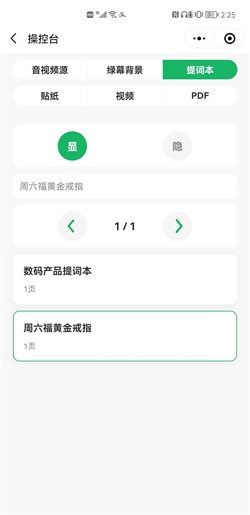 2:25
操控台
音视频源 绿幕背景 提词本
贴纸 视频 PDF
显 隐
周六福黄金戒指
1 / 1
数码产品提词本
1页
周六福黄金戒指
1页